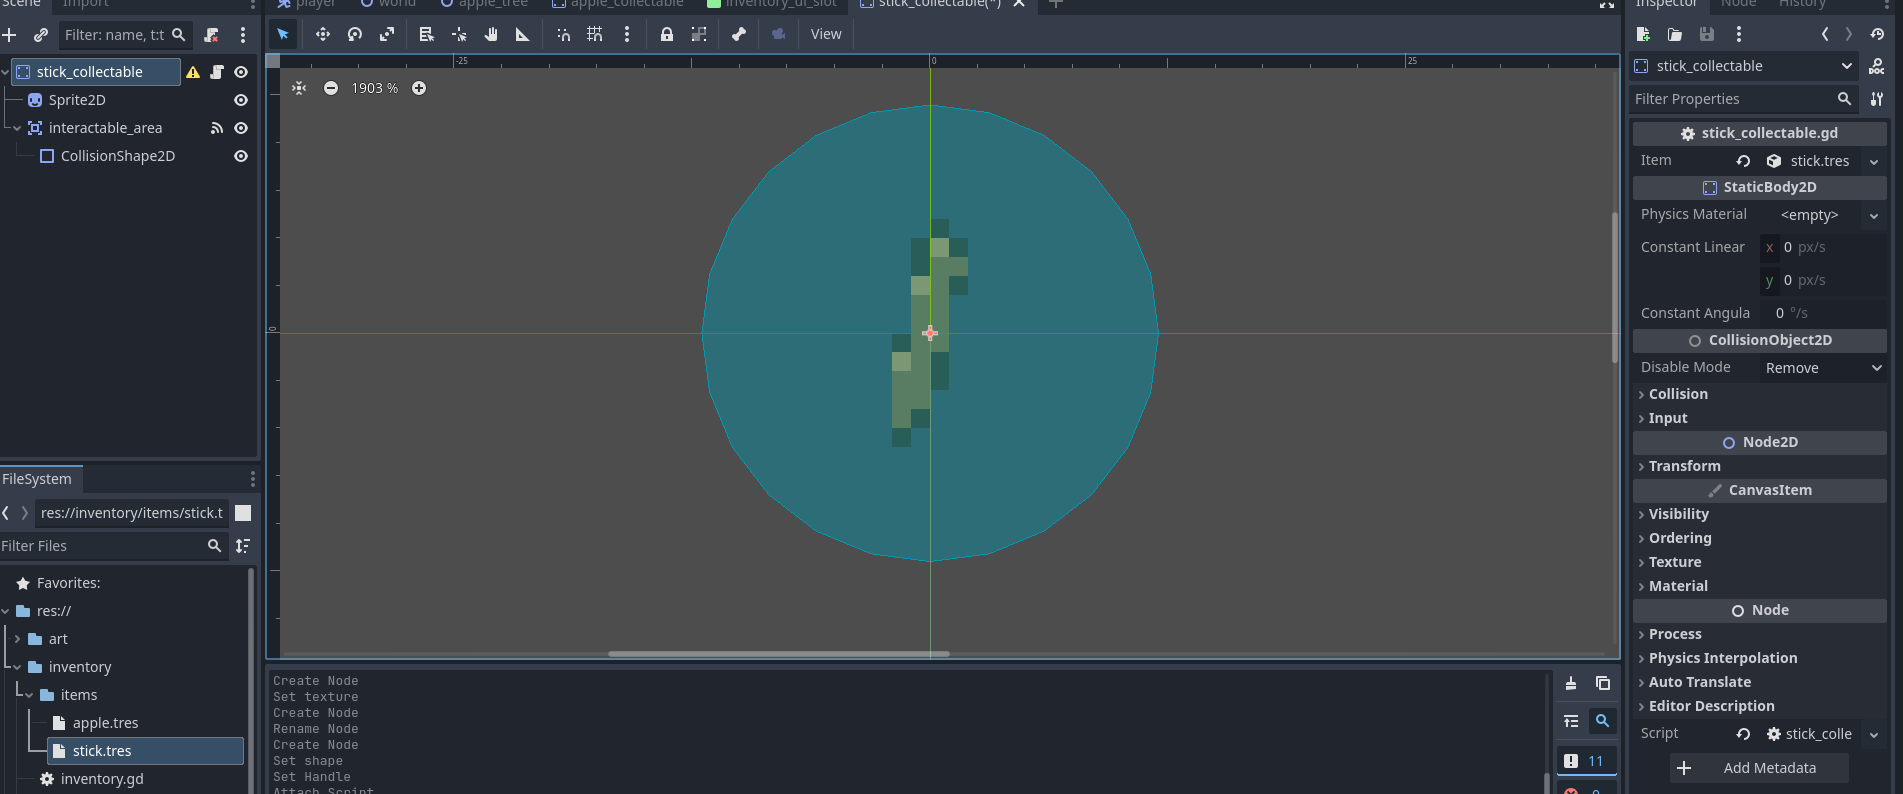 Scene Import
Filter: name, t:t
stick_collectable
Sprite2D
interactable_area
CollisionShape2D
FileSystem
res://inventory/items/stick.t
Filter Files
Favorites:
res://
art
inventory
items
apple.tres
stick.tres
inventory.gd
player world apple_tree apple_collectable inventory_ui_slot stick_collectable(*)
View
-25 0 25
1903 %
0
Create Node
Set texture
Create Node
Rename Node
Create Node
Set shape
Set Handle
Attach Script
11
0
Inspector Node History
stick_collectable
Filter Properties
stick_collectable.gd
Item stick.tres
StaticBody2D
Physics Material <empty>
Constant Linear x 0 px/s
y 0 px/s
Constant Angula 0 °/s
CollisionObject2D
Disable Mode Remove
Collision
Input
Node2D
Transform
CanvasItem
Visibility
Ordering
Texture
Material
Node
Process
Physics Interpolation
Auto Translate
Editor Description
Script stick_colle
Add Metadata